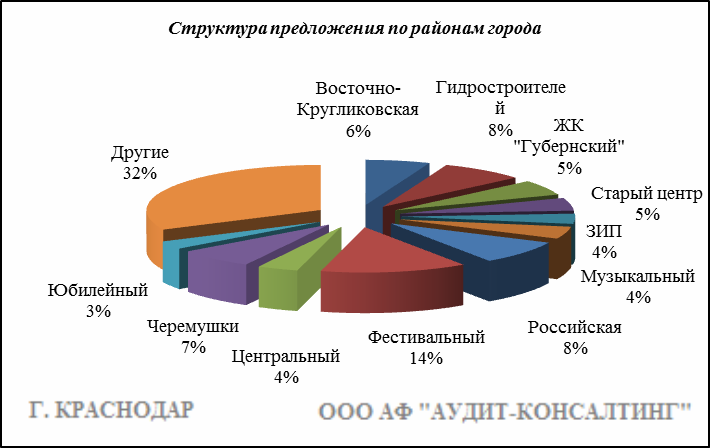 Структура предложения по районам города
Восточно-
Кругликовская
6%
Гидростроителе
й
8%
ЖК
"Губернский"
5%
Старый центр
5%
ЗИП
4%
Музыкальный
4%
Российская
8%
Фестивальный
14%
Центральный
4%
Черемушки
7%
Юбилейный
3%
Другие
32%
Г. КРАСНОДАР
ООО АФ "АУДИТ-КОНСАЛТИНГ"